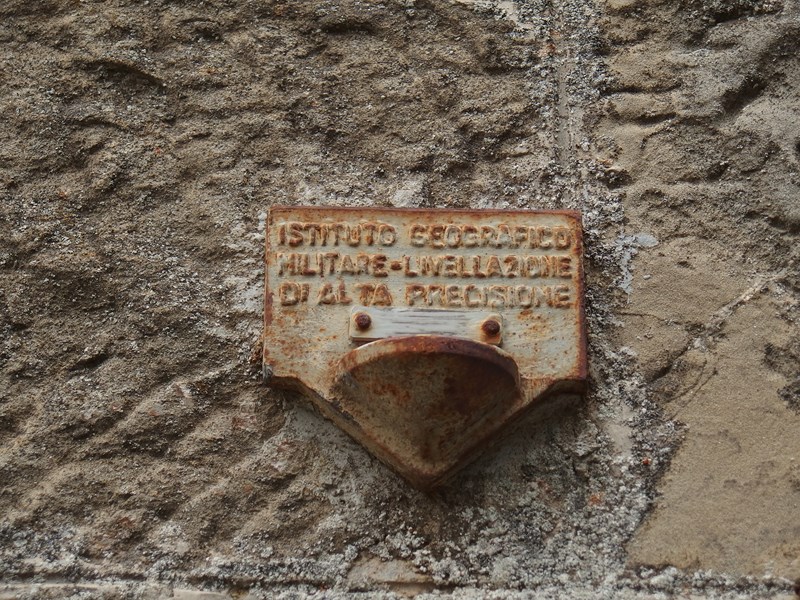 ISTITUTO GEOGRAFICO
MILITARE-LIVELLAZIONE
DI ALTA PRECISIONE